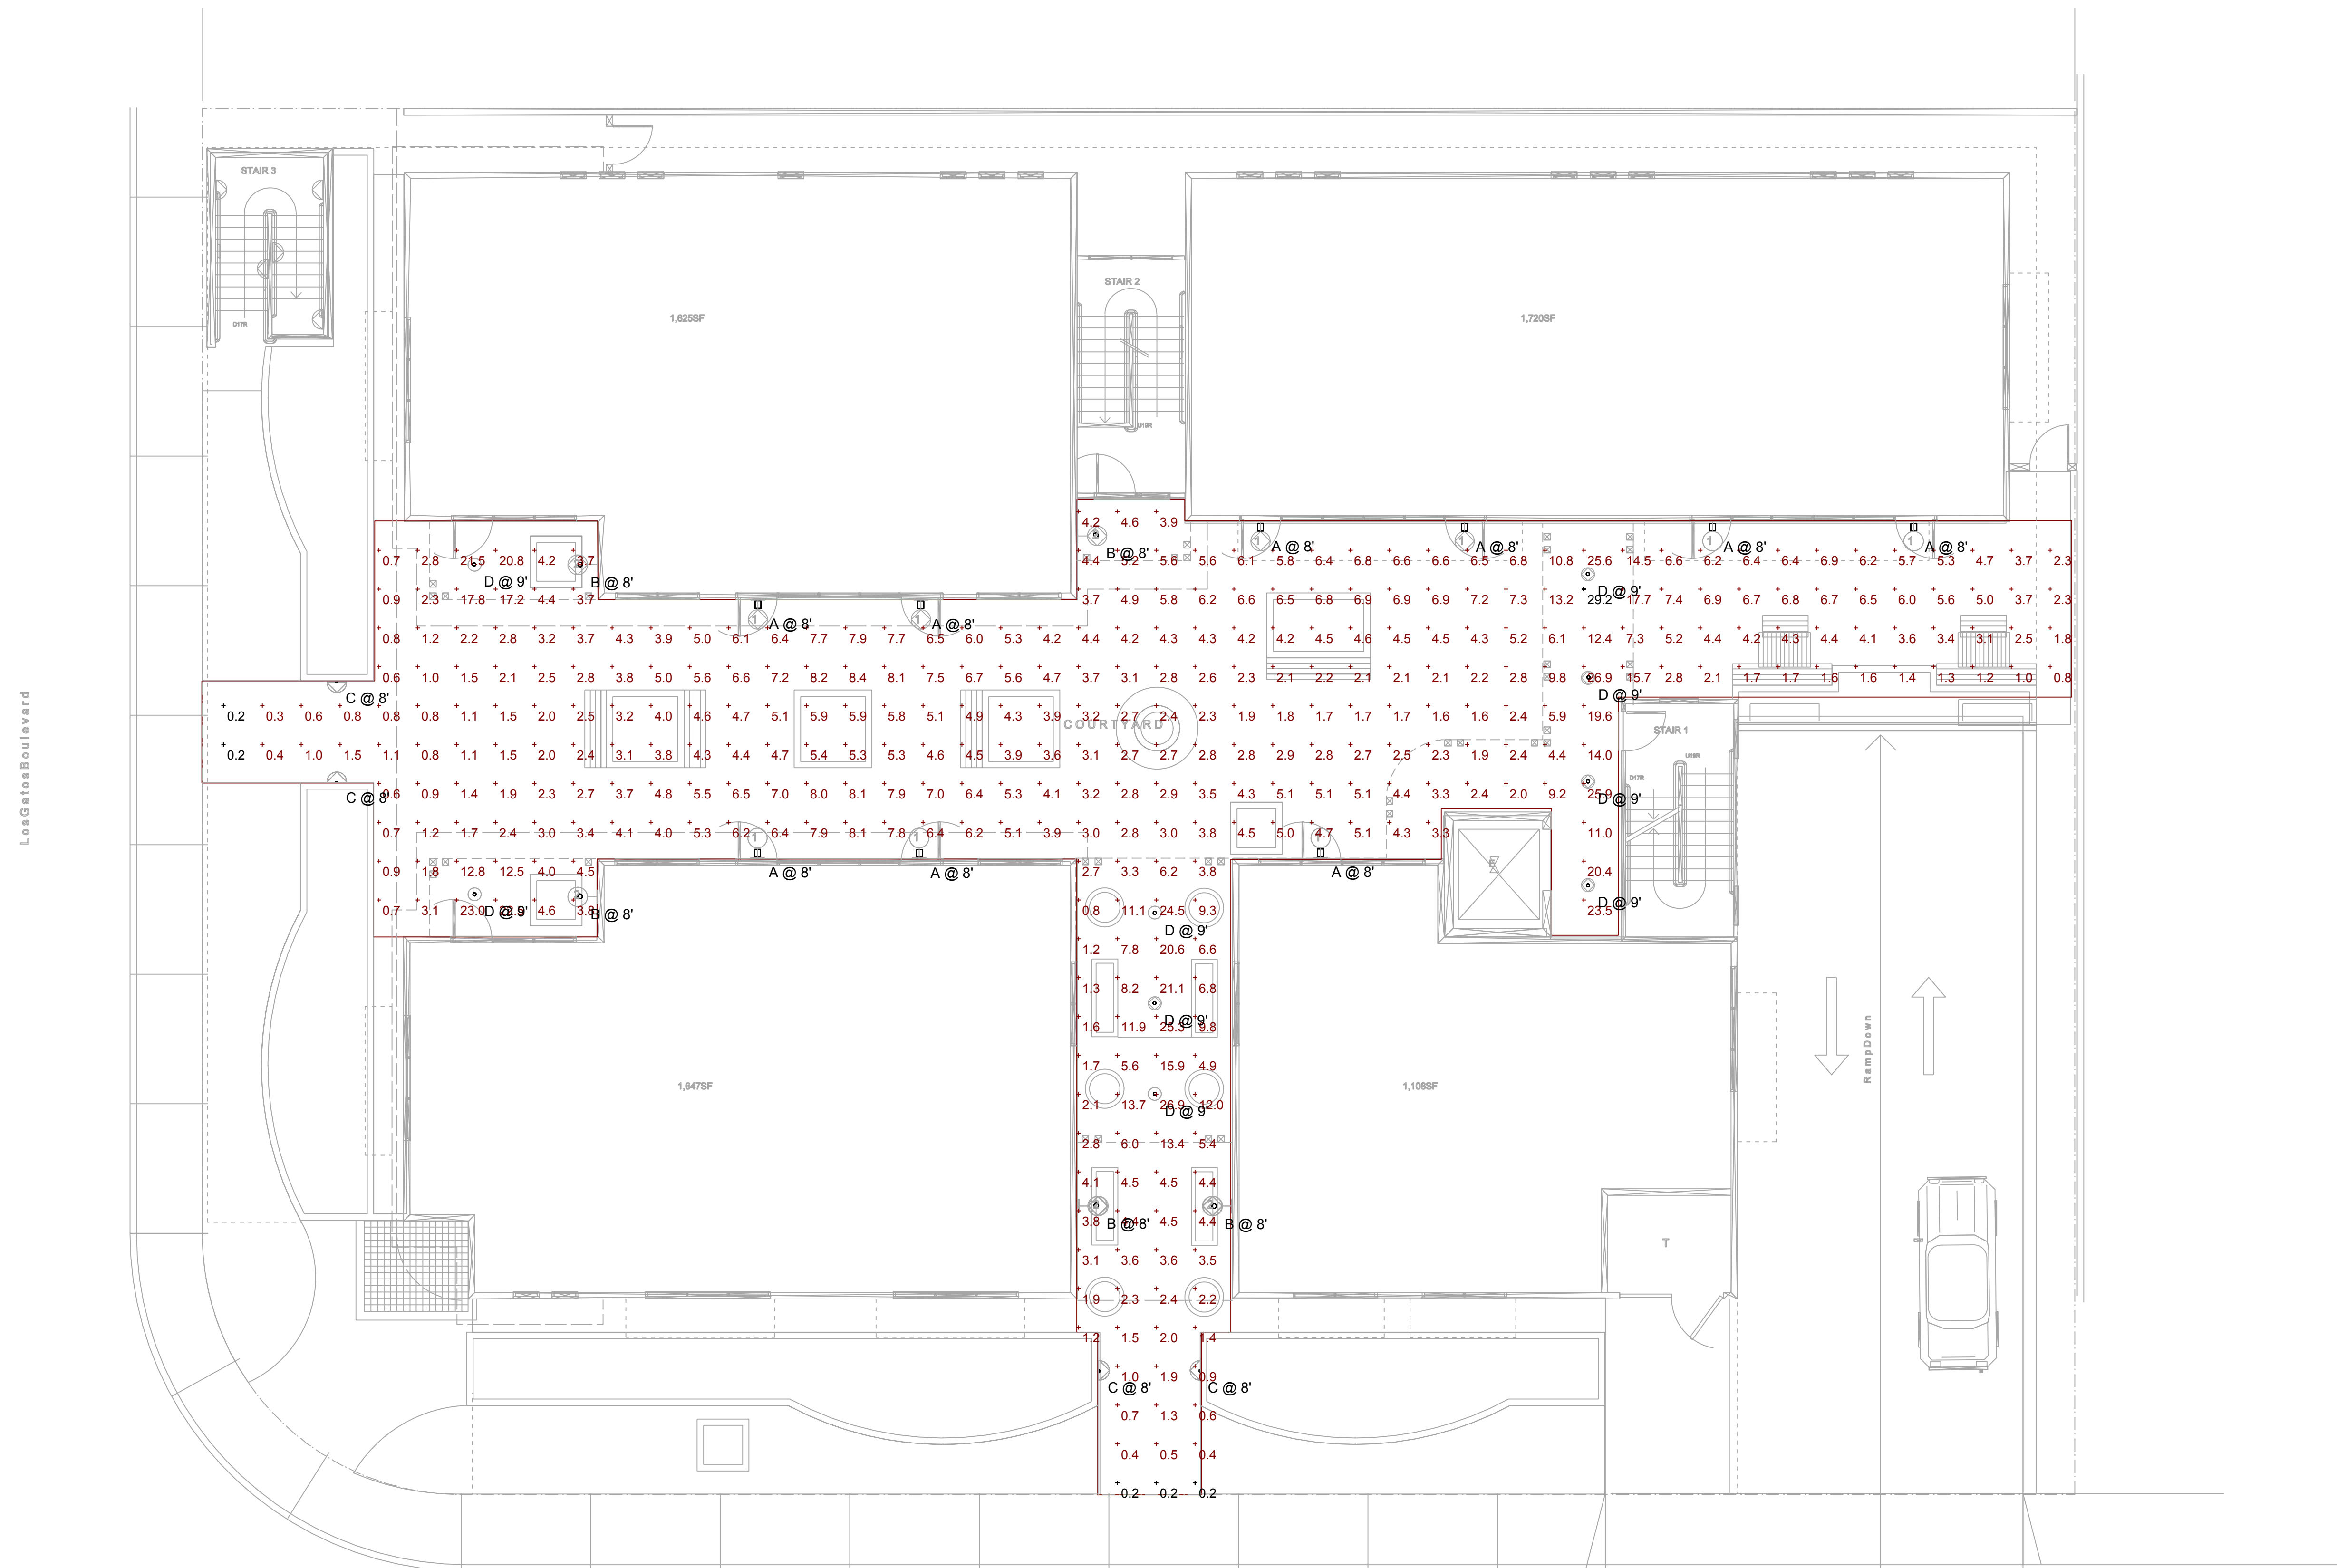 STAIR 3
STAIR 2
D17R
1,625SF
1,720SF
U19R
4.2 4.6 3.9
B @ 8' A @ 8' A @ 8' A @ 8' A @ 8'
0.7 2.8 21.5 20.8 4.2 3.7 4.4 5.2 5.6 5.6 6.1 5.8 6.4 6.8 6.6 6.6 6.5 6.8 10.8 25.6 14.5 6.6 6.2 6.4 6.4 6.9 6.2 5.7 5.3 4.7 3.7 2.3
D @ 9' B @ 8' D @ 9'
0.9 2.3 17.8 17.2 4.4 3.7 3.7 4.9 5.8 6.2 6.6 6.5 6.8 6.9 6.9 6.9 7.2 7.3 13.2 29.2 17.7 7.4 6.9 6.7 6.8 6.7 6.5 6.0 5.6 5.0 3.7 2.3
A @ 8' A @ 8'
0.8 1.2 2.2 2.8 3.2 3.7 4.3 3.9 5.0 6.1 6.4 7.7 7.9 7.7 6.5 6.0 5.3 4.2 4.4 4.2 4.3 4.3 4.2 4.2 4.5 4.6 4.5 4.5 4.3 5.2 6.1 12.4 7.3 5.2 4.4 4.2 4.3 4.4 4.1 3.6 3.4 3.1 2.5 1.8
0.6 1.0 1.5 2.1 2.5 2.8 3.8 5.0 5.6 6.6 7.2 8.2 8.4 8.1 7.5 6.7 5.6 4.7 3.7 3.1 2.8 2.6 2.3 2.1 2.2 2.1 2.1 2.1 2.2 2.8 9.8 26.9 15.7 2.8 2.1 1.7 1.7 1.6 1.6 1.4 1.3 1.2 1.0 0.8
C @ 8' D @ 9'
0.2 0.3 0.6 0.8 0.8 0.8 1.1 1.5 2.0 2.5 3.2 4.0 4.6 4.7 5.1 5.9 5.9 5.8 5.1 4.9 4.3 3.9 3.2 2.7 2.4 2.3 1.9 1.8 1.7 1.7 1.7 1.6 1.6 2.4 5.9 19.6
COURTYARD
STAIR 1
0.2 0.4 1.0 1.5 1.1 0.8 1.1 1.5 2.0 2.4 3.1 3.8 4.3 4.4 4.7 5.4 5.3 5.3 4.6 4.5 3.9 3.6 3.1 2.7 2.7 2.8 2.8 2.9 2.8 2.7 2.5 2.3 1.9 2.4 4.4 14.0
U19R
D17R
LosGatosBoulevard
C @ 8' 0.6 0.9 1.4 1.9 2.3 2.7 3.7 4.8 5.5 6.5 7.0 8.0 8.1 7.9 7.0 6.4 5.3 4.1 3.2 2.8 2.9 3.5 4.3 5.1 5.1 5.1 4.4 3.3 2.4 2.0 9.2 25.9
D @ 9'
0.7 1.2 1.7 2.4 3.0 3.4 4.1 4.0 5.3 6.2 6.4 7.9 8.1 7.8 6.4 6.2 5.1 3.9 3.0 2.8 3.0 3.8 4.5 5.0 4.7 5.1 4.3 3.3 11.0
A @ 8' A @ 8' A @ 8'
0.9 1.8 12.8 12.5 4.0 4.5 2.7 3.3 6.2 3.8 20.4
0.7 3.1 23.0 4.6 3.8 0.8 11.1 24.5 9.3 23.5
D @ 9' B @ 8' D @ 9'
D @ 9'
1.2 7.8 20.6 6.6
1.3 8.2 21.1 6.8
D @ 9'
1.6 11.9 25.3 9.8
1.7 5.6 15.9 4.9
RampDown
1,647SF
1,108SF
2.1 13.7 26.9 12.0
D @ 9'
2.8 6.0 13.4 5.4
4.1 4.5 4.5 4.4
3.8 4.4 4.5 4.4
B @ 8' B @ 8'
T
3.1 3.6 3.6 3.5
1.9 2.3 2.4 2.2
1.2 1.5 2.0 1.4
1.0 1.9 0.9
C @ 8' C @ 8'
0.7 1.3 0.6
0.4 0.5 0.4
0.2 0.2 0.2